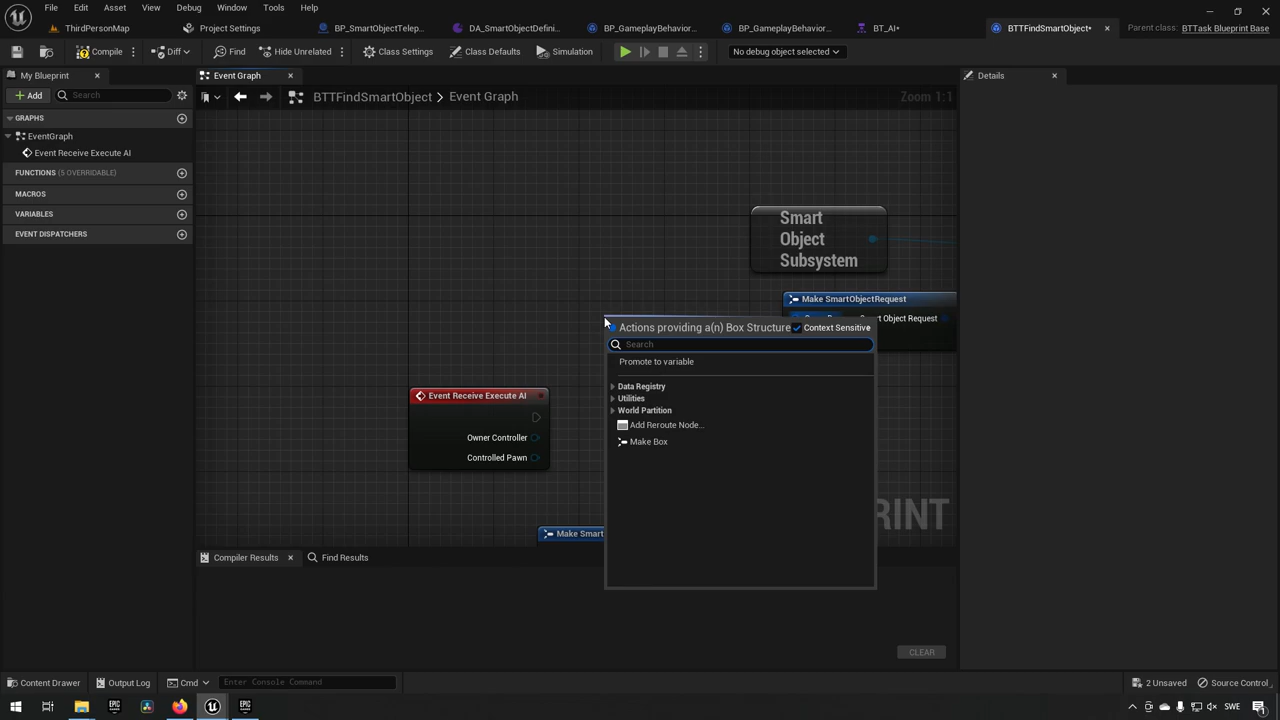 File Edit Asset View Debug Window Tools Help
ThirdPersonMap Project Settings BP_SmartObjectTelep... DA_SmartObjectDefini... BP_GameplayBehavior... BP_GameplayBehavior... BT_AI* BTTFindSmartObject* Parent class: BTTask Blueprint Base
Compile Diff Find Hide Unrelated Class Settings Class Defaults Simulation No debug object selected
My Blueprint Event Graph Details
Add Search BTTFindSmartObject > Event Graph Zoom 1:1
GRAPHS
EventGraph
Event Receive Execute AI
FUNCTIONS (5 OVERRIDABLE)
MACROS
VARIABLES
EVENT DISPATCHERS
Smart
Object
Subsystem
Make SmartObjectRequest
Smart Object Request
Actions providing a(n) Box Structure Context Sensitive
Search
Promote to variable
Data Registry
Utilities
World Partition
Add Reroute Node...
Make Box
Event Receive Execute AI
Owner Controller
Controlled Pawn
Make Smart
RINT
Compiler Results Find Results
CLEAR
Content Drawer Output Log Cmd Enter Console Command 2 Unsaved Source Control
SWE